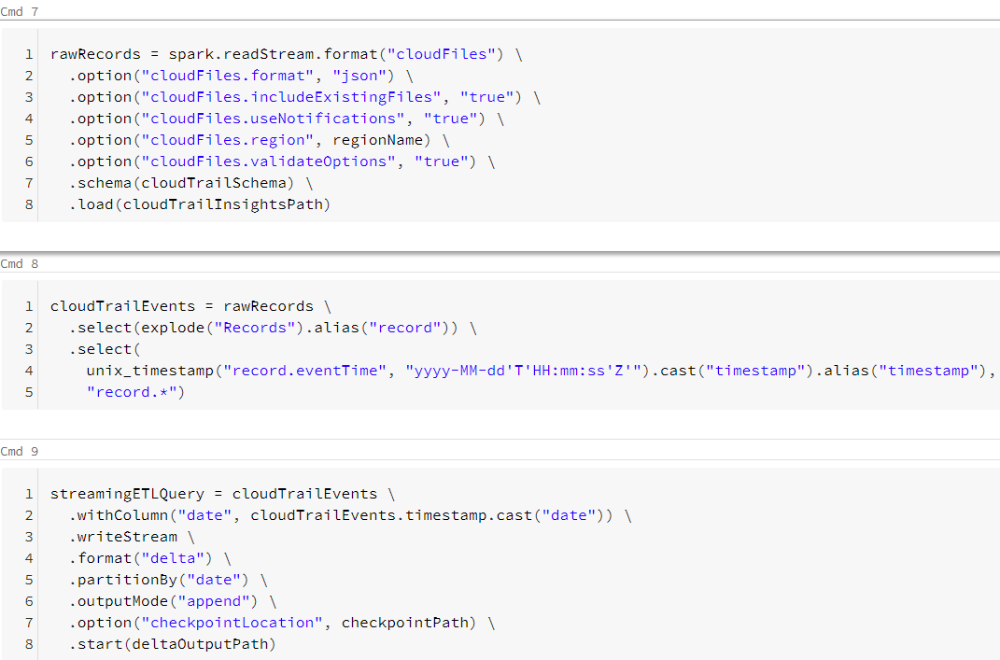 Cmd 7
1 rawRecords = spark.readStream.format("cloudFiles") \
2 .option("cloudFiles.format", "json") \
3 .option("cloudFiles.includeExistingFiles", "true") \
4 .option("cloudFiles.useNotifications", "true") \
5 .option("cloudFiles.region", regionName) \
6 .option("cloudFiles.validateOptions", "true") \
7 .schema(cloudTrailSchema) \
8 .load(cloudTrailInsightsPath)
Cmd 8
1 cloudTrailEvents = rawRecords \
2 .select(explode("Records").alias("record")) \
3 .select(
4 unix_timestamp("record.eventTime", "yyyy-MM-dd'T'HH:mm:ss'Z'").cast("timestamp").alias("timestamp"),
5 "record.*")
Cmd 9
1 streamingETLQuery = cloudTrailEvents \
2 .withColumn("date", cloudTrailEvents.timestamp.cast("date")) \
3 .writeStream \
4 .format("delta") \
5 .partitionBy("date") \
6 .outputMode("append") \
7 .option("checkpointLocation", checkpointPath) \
8 .start(deltaOutputPath)